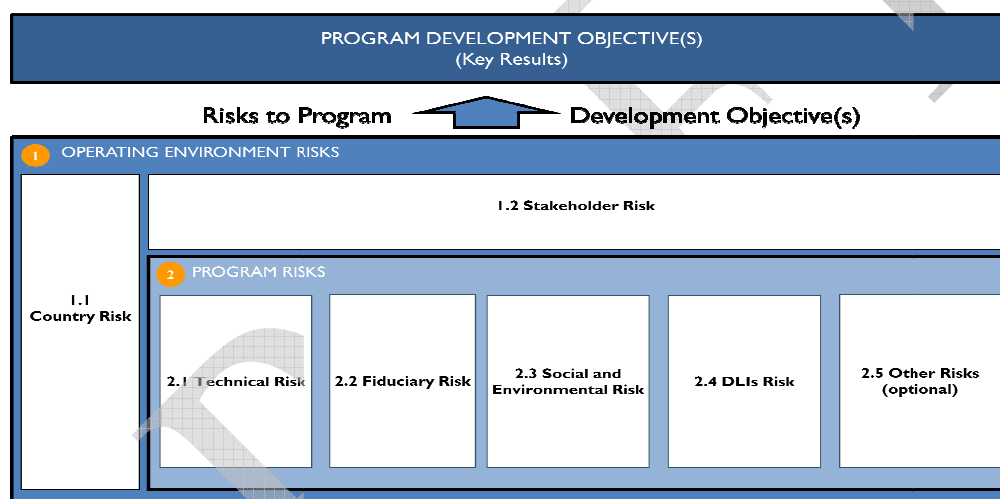 PROGRAM DEVELOPMENT OBJECTIVE(S)
(Key Results)
Risks to Program Development Objective(s)
1 OPERATING ENVIRONMENT RISKS
1.2 Stakeholder Risk
2 PROGRAM RISKS
1.1
Country Risk
2.1 Technical Risk
2.2 Fiduciary Risk
2.3 Social and
Environmental Risk
2.4 DLIs Risk
2.5 Other Risks
(optional)